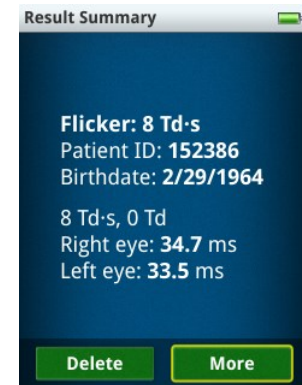 Result Summary
Flicker: 8 Td·s
Patient ID: 152386
Birthdate: 2/29/1964
8 Td·s, 0 Td
Right eye: 34.7 ms
Left eye: 33.5 ms
Delete More